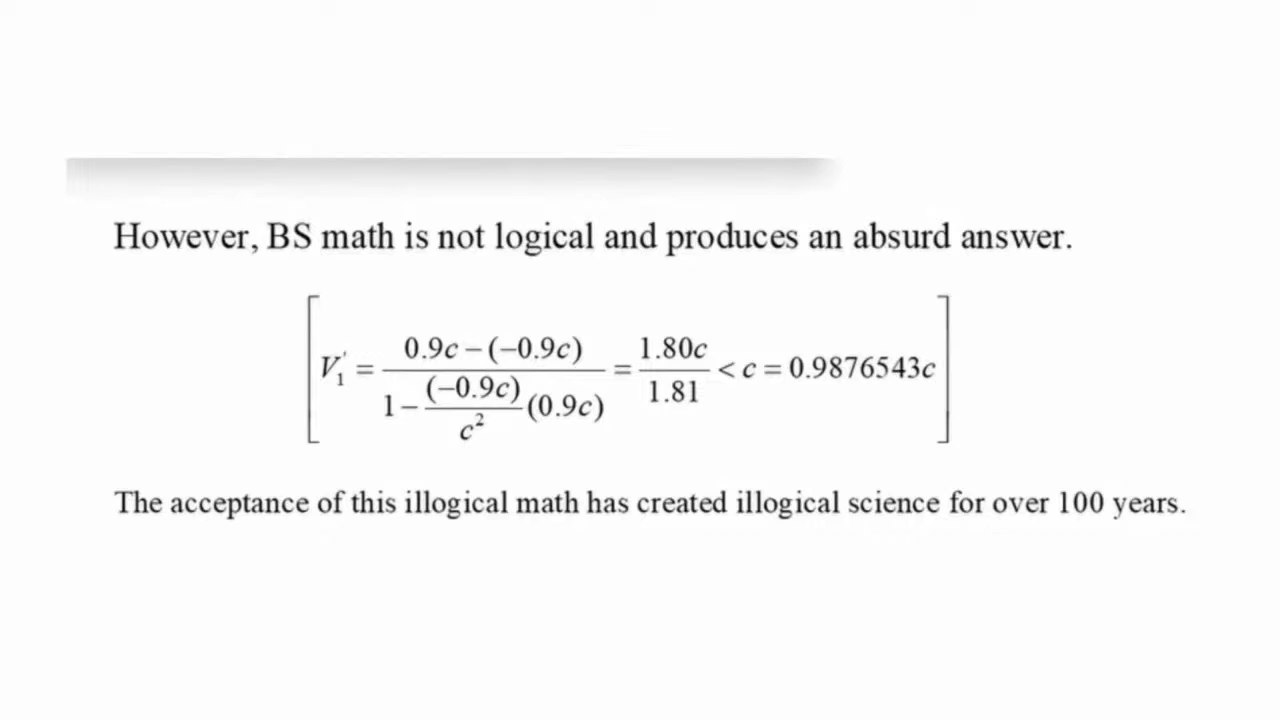 However, BS math is not logical and produces an absurd answer.
[V₁′ = (0.9c – (–0.9c)) / (1 – ((–0.9c) / c²)(0.9c)) = 1.80c / 1.81 < c = 0.9876543c]
The acceptance of this illogical math has created illogical science for over 100 years.